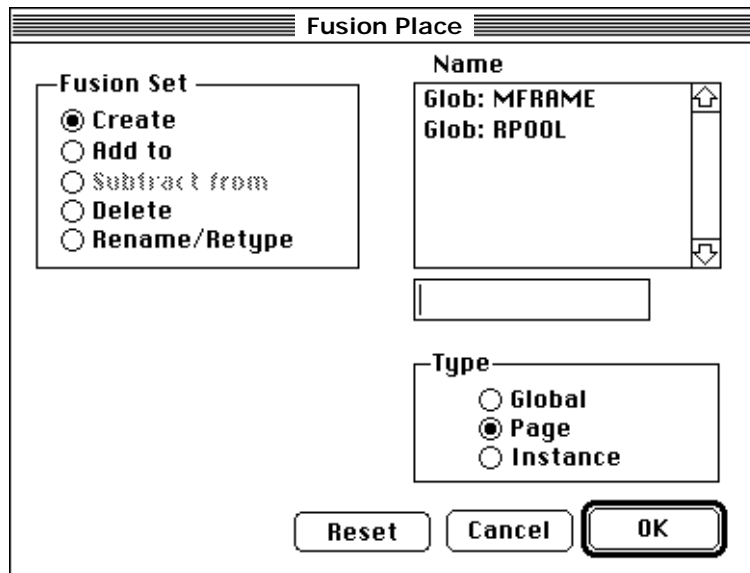 Fusion Place
Fusion Set
Create
Add to
Subtract from
Delete
Rename/Retype
Name
Glob: MFRAME
Glob: RPOOL
Type
Global
Page
Instance
Reset
Cancel
OK